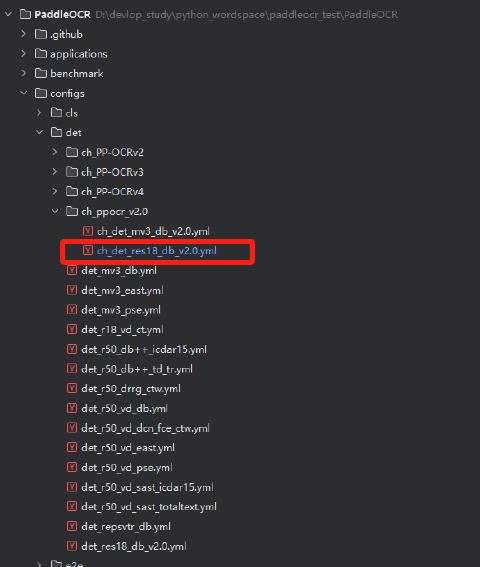 PaddleOCR D:\devlop_study\python_wordspace\paddleocr_test\PaddleOCR
.github
applications
benchmark
configs
cls
det
ch_PP-OCRv2
ch_PP-OCRv3
ch_PP-OCRv4
ch_ppocr_v2.0
ch_det_mv3_db_v2.0.yml
ch_det_res18_db_v2.0.yml
det_mv3_db.yml
det_mv3_east.yml
det_mv3_pse.yml
det_r18_vd_ct.yml
det_r50_db++_icdar15.yml
det_r50_db++_td_tr.yml
det_r50_drrg_ctw.yml
det_r50_vd_db.yml
det_r50_vd_dcn_fce_ctw.yml
det_r50_vd_east.yml
det_r50_vd_pse.yml
det_r50_vd_sast_icdar15.yml
det_r50_vd_sast_totaltext.yml
det_repsvtr_db.yml
det_res18_db_v2.0.yml
e2e